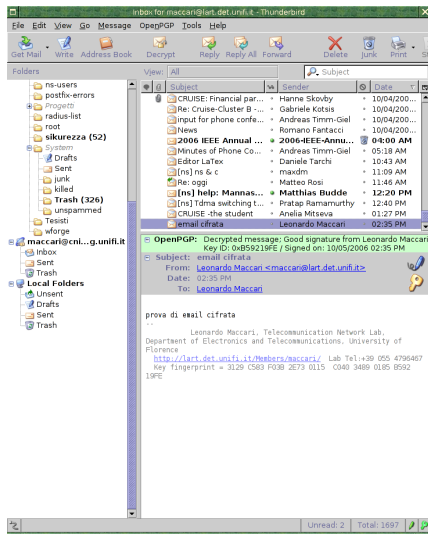 Inbox for maccari@lart.det.unifi.it - Thunderbird
File Edit View Go Message OpenPGP Tools Help
Get Mail Write Address Book Decrypt Reply Reply All Forward Delete Junk Print St
Folders
View: All
Subject
ns-users
postfix-errors
Progetti
radius-list
root
sikurezza (52)
System
Drafts
Sent
junk
killed
Trash (326)
unspammed
Tesisti
wforge
maccari@cni...g.unifi.it
Inbox
Sent
Trash
Local Folders
Unsent
Drafts
Sent
Trash
Subject Sender Date
CRUISE: Financial par... Hanne Skovby 10/04/200...
Re: Cruise-Cluster B -... Gabriele Kotsis 10/04/200...
input for phone confe... Andreas Timm-Giel 10/04/200...
News Romano Fantacci 10/04/200...
2006 IEEE Annual ... 2006-IEEE-Annu... 04:00 AM
Minutes of Phone Co... Andreas Timm-Giel 05:18 AM
Editor LaTex Daniele Tarchi 10:43 AM
[ns] ns & c maxdm 11:09 AM
Re: oggi Matteo Rosi 11:46 AM
[ns] help: Mannas... Matthias Budde 12:20 PM
[ns] Tdma switching t... Pratap Ramamurthy 12:40 PM
CRUISE -the student Anelia Mitseva 01:27 PM
email cifrata Leonardo Maccari 02:35 PM
OpenPGP: Decrypted message; Good signature from Leonardo Maccari
Key ID: 0xB59219FE / Signed on: 10/05/2006 02:35 PM
Subject: email cifrata
From: Leonardo Maccari <maccari@lart.det.unifi.it>
Date: 02:35 PM
To: Leonardo Maccari
prova di email cifrata
--
Leonardo Maccari, Telecommunication Network Lab,
Department of Electronics and Telecommunications. University of
Florence
http://lart.det.unifi.it/Members/maccari/ Lab Tel:+39 055 4796467
Key fingerprint = 3129 C583 F03B 2E73 0115 C040 3489 0185 B592
19FE
Unread: 2 Total: 1697